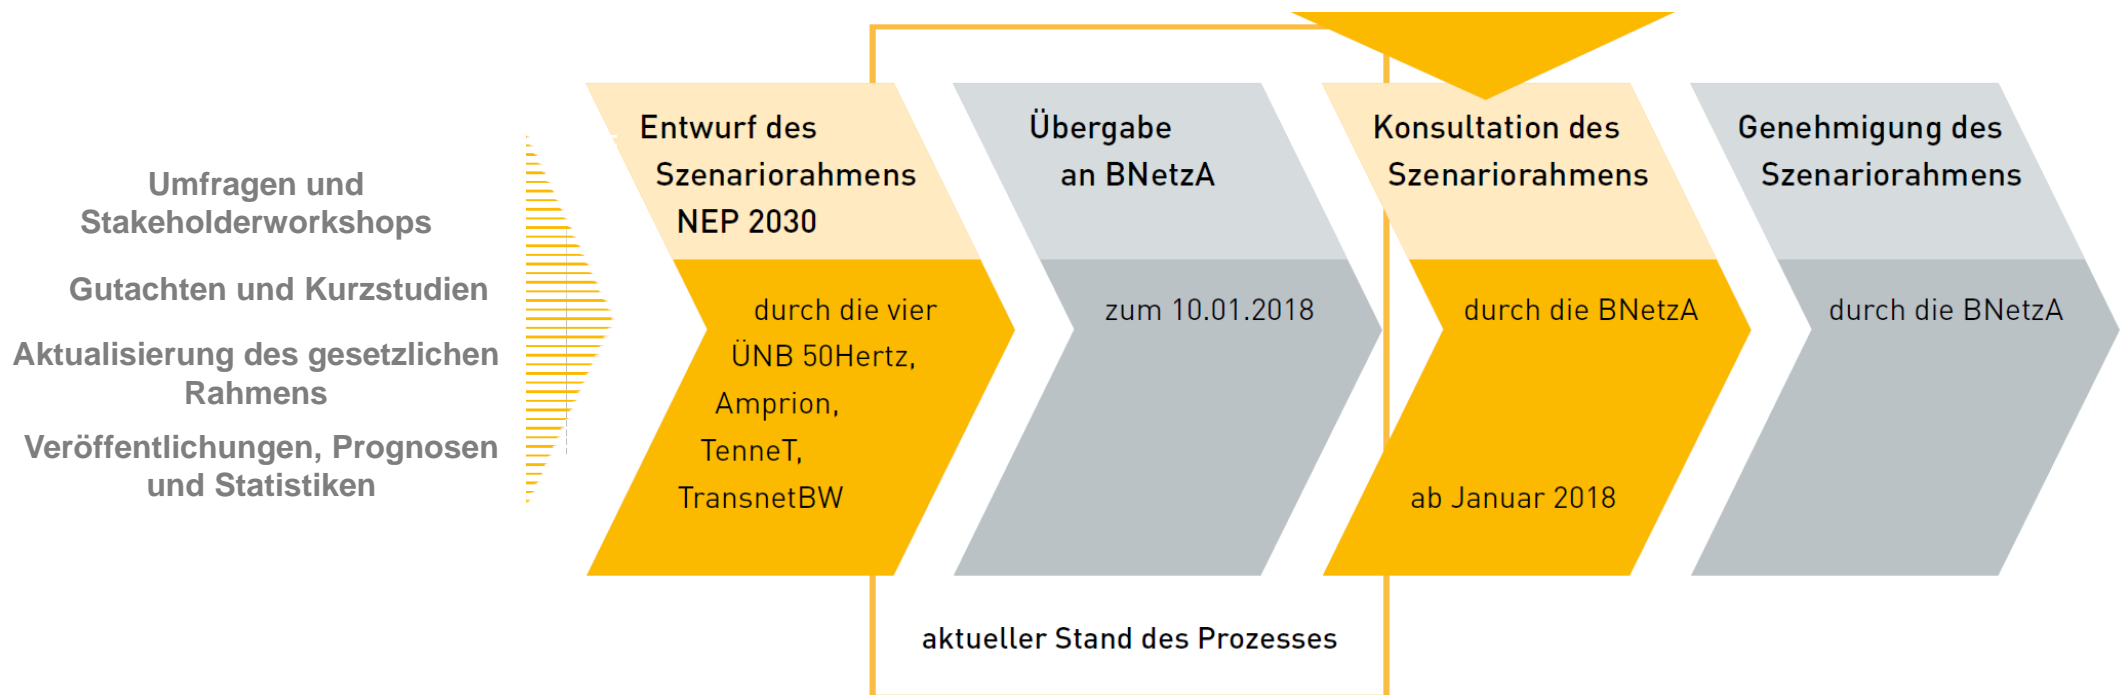 Umfragen und
Stakeholderworkshops
Gutachten und Kurzstudien
Aktualisierung des gesetzlichen
Rahmens
Veröffentlichungen, Prognosen
und Statistiken
Entwurf des
Szenariorahmens
NEP 2030
durch die vier
ÜNB 50Hertz,
Amprion,
TenneT,
TransnetBW
Übergabe
an BNetzA
zum 10.01.2018
Konsultation des
Szenariorahmens
durch die BNetzA
ab Januar 2018
Genehmigung des
Szenariorahmens
durch die BNetzA
aktueller Stand des Prozesses